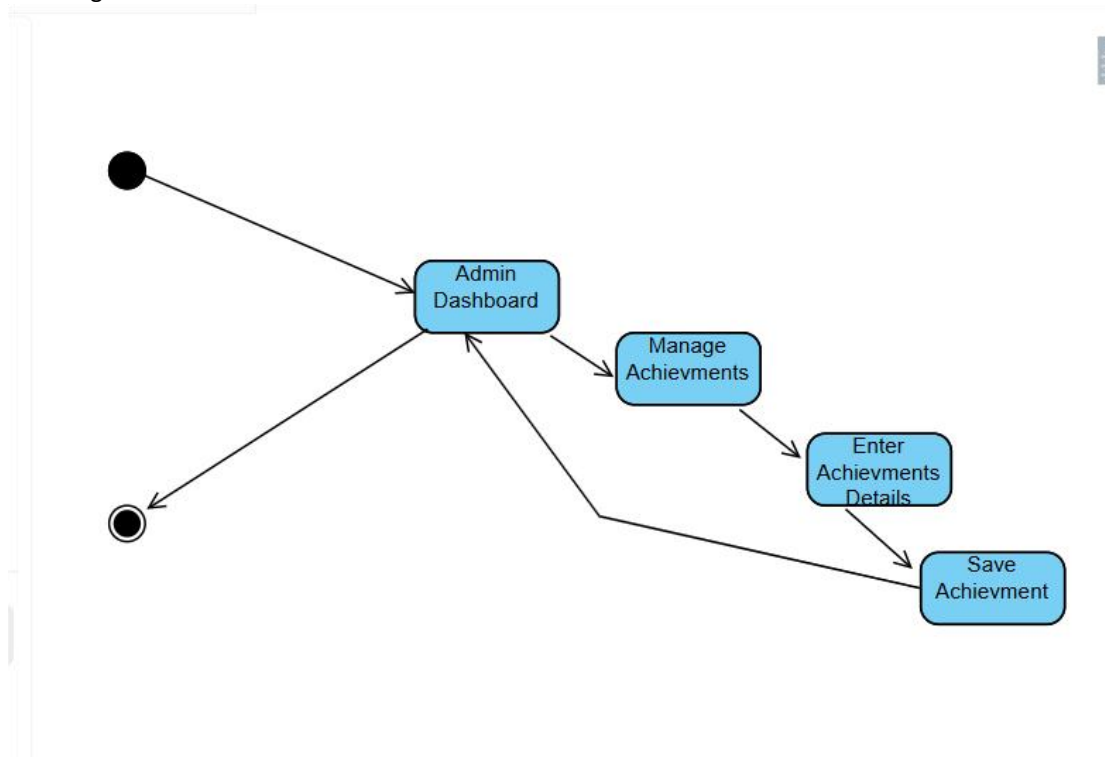 Admin
Dashboard
Manage
Achievments
Enter
Achievments
Details
Save
Achievment